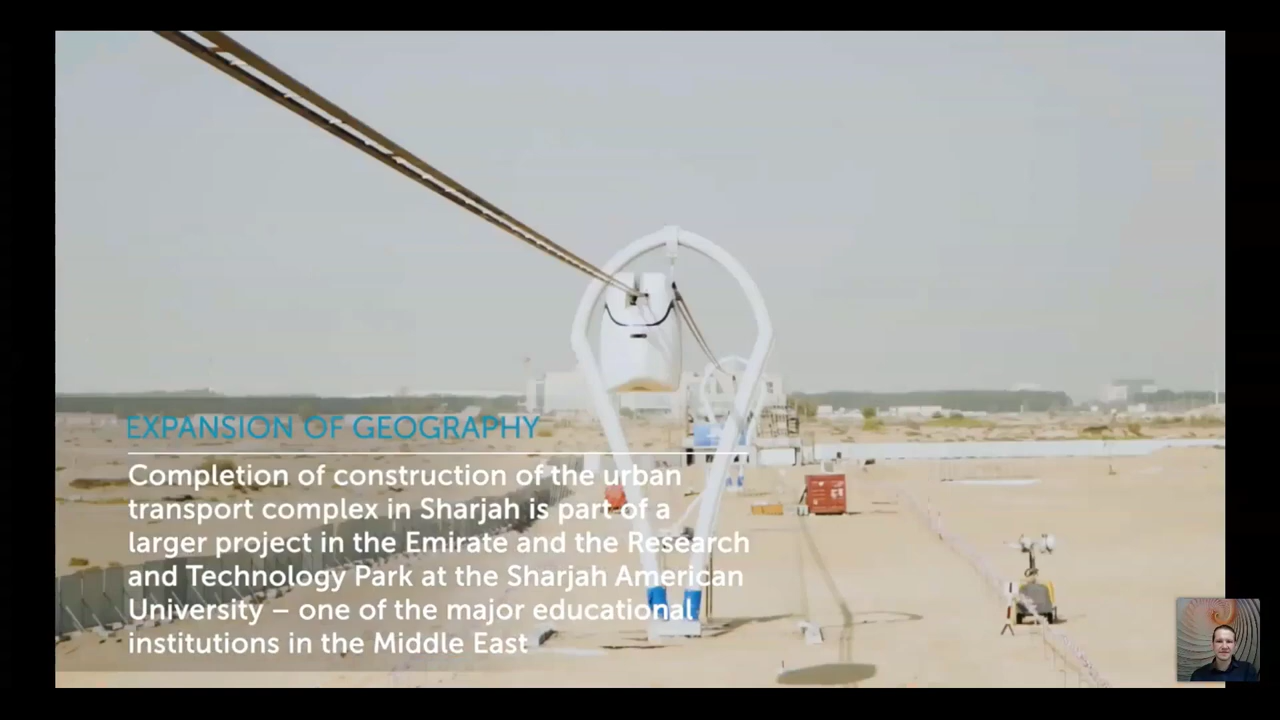 EXPANSION OF GEOGRAPHY
Completion of construction of the urban
transport complex in Sharjah is part of a
larger project in the Emirate and the Research
and Technology Park at the Sharjah American
University – one of the major educational
institutions in the Middle East